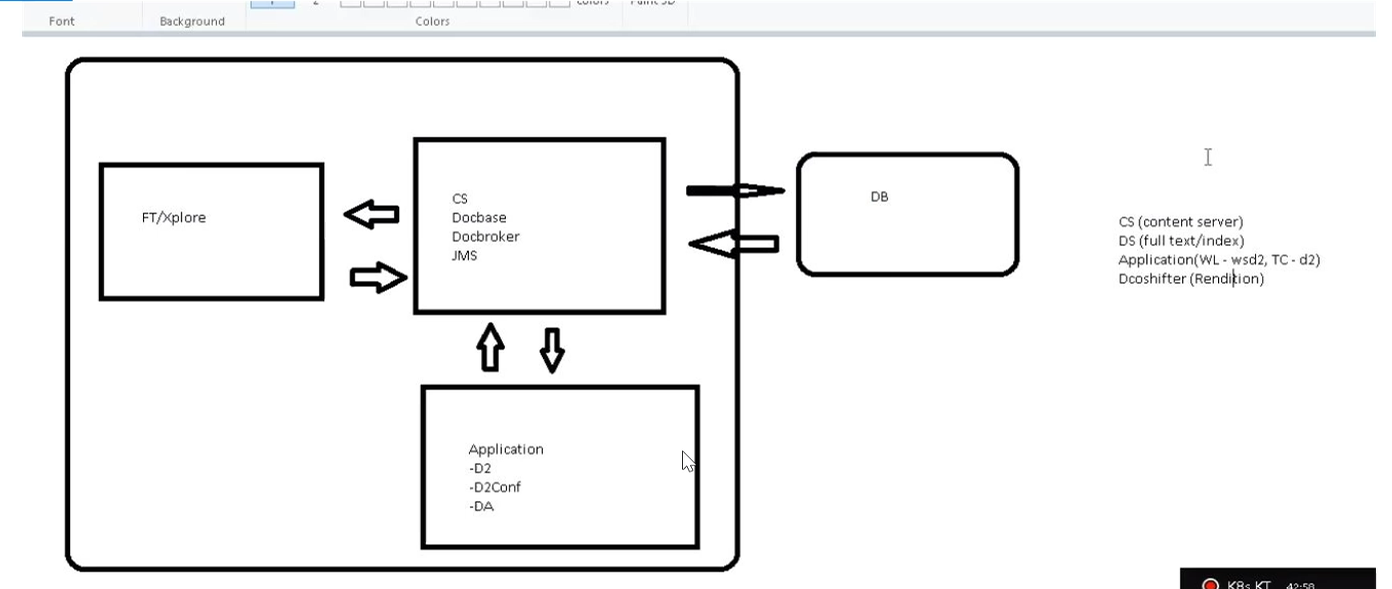 Font
Background
Colors
FT/Xplore
CS
Docbase
Docbroker
JMS
DB
Application
-D2
-D2Conf
-DA
CS (content server)
DS (full text/index)
Application(WL - wsd2, TC - d2)
Dcoshifter (Rendition)
K8s KT 42:58